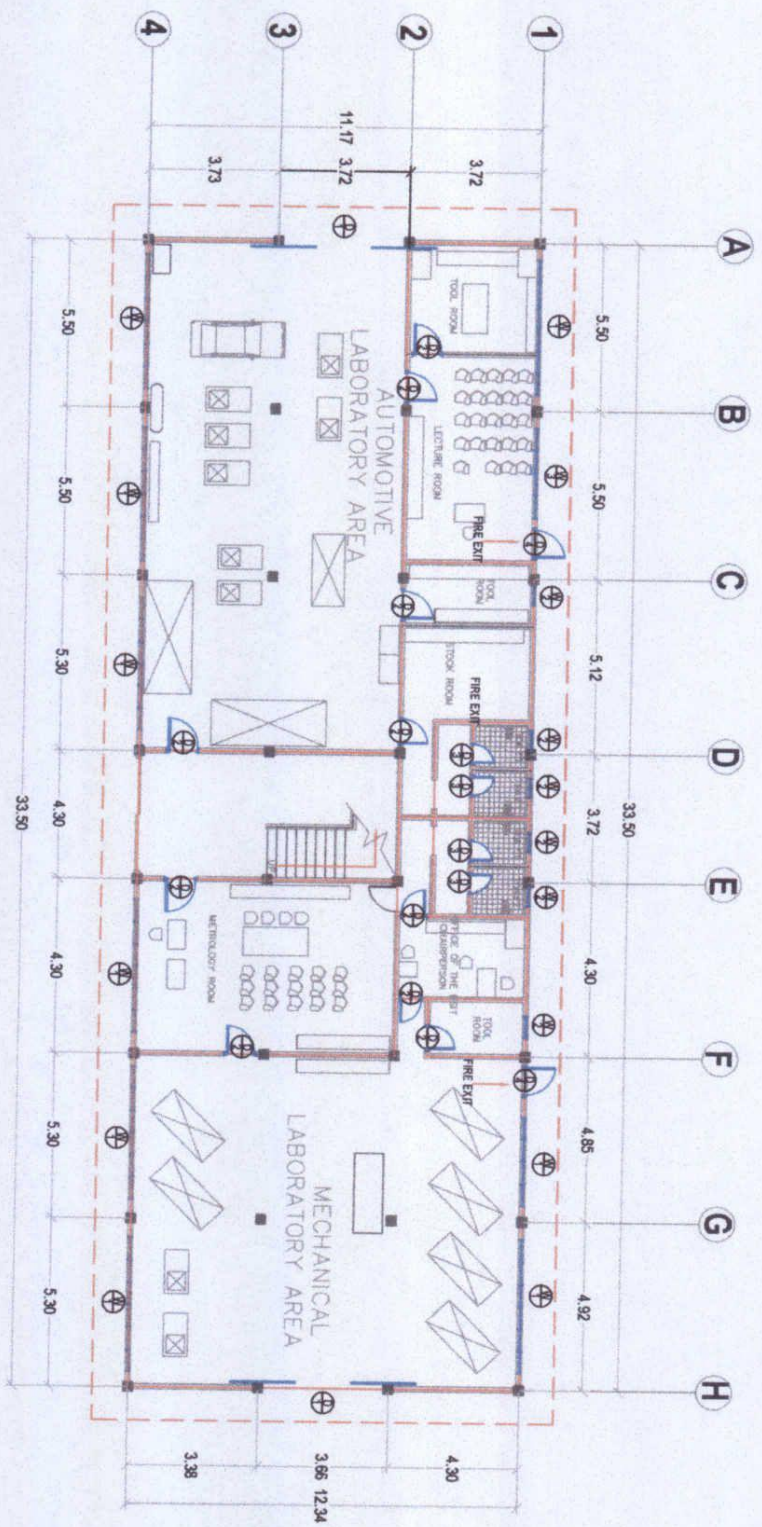 A B C D E F G H
33.50
5.50 5.50 5.12 3.72 4.30 4.85 4.92
1
3.72
2
11.17
3.72
3
3.73
4
TOOL ROOM
LECTURE ROOM
FIRE EXIT
TOOL
ROOM
STOCK ROOM
FIRE EXIT
OFFICE OF THE
CHAIRPERSON
TOOL
ROOM
FIRE EXIT
AUTOMOTIVE
LABORATORY AREA
METROLOGY ROOM
MECHANICAL
LABORATORY AREA
4.30
3.66
12.34
3.38
5.50 5.50 5.30 4.30 4.30 5.30 5.30
33.50